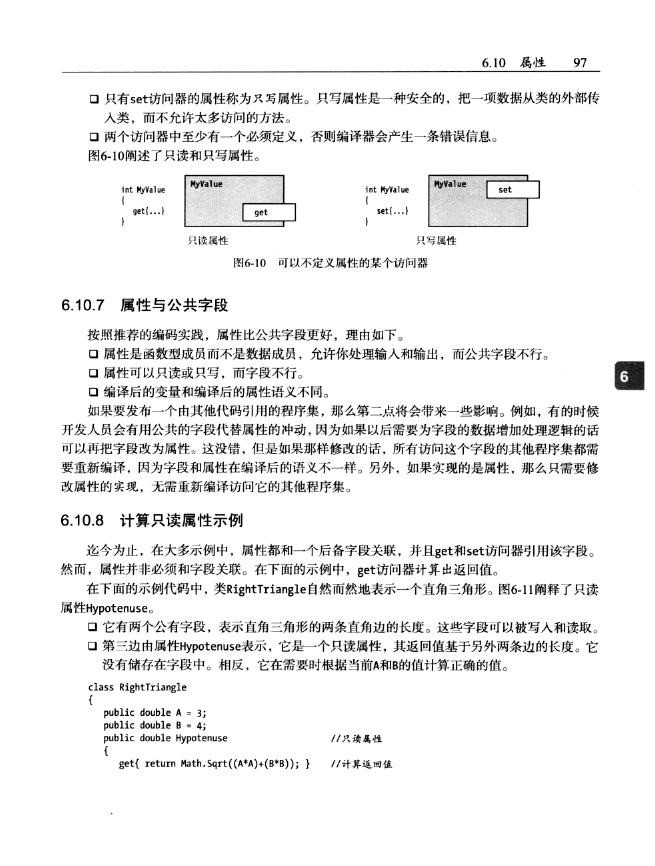 6.10 属性 97
❑ 只有set访问器的属性称为只写属性。只写属性是一种安全的，把一项数据从类的外部传
入类，而不允许太多访问的方法。
❑ 两个访问器中至少有一个必须定义，否则编译器会产生一条错误信息。
图6-10阐述了只读和只写属性。
int MyValue
{
get{...}
}
MyValue
get
只读属性
int MyValue
{
set{...}
}
MyValue
set
只写属性
图6-10 可以不定义属性的某个访问器
6.10.7 属性与公共字段
按照推荐的编码实践，属性比公共字段更好，理由如下。
❑ 属性是函数型成员而不是数据成员，允许你处理输入和输出，而公共字段不行。
❑ 属性可以只读或只写，而字段不行。
❑ 编译后的变量和编译后的属性语义不同。
6
如果要发布一个由其他代码引用的程序集，那么第二点将会带来一些影响。例如，有的时候
开发人员会有用公共的字段代替属性的冲动，因为如果以后需要为字段的数据增加处理逻辑的话
可以再把字段改为属性。这没错，但是如果那样修改的话，所有访问这个字段的其他程序集都需
要重新编译，因为字段和属性在编译后的语义不一样。另外，如果实现的是属性，那么只需要修
改属性的实现，无需重新编译访问它的其他程序集。
6.10.8 计算只读属性示例
迄今为止，在大多示例中，属性都和一个后备字段关联，并且get和set访问器引用该字段。
然而，属性并非必须和字段关联。在下面的示例中，get访问器计算出返回值。
在下面的示例代码中，类RightTriangle自然而然地表示一个直角三角形。图6-11阐释了只读
属性Hypotenuse。
❑ 它有两个公有字段，表示直角三角形的两条直角边的长度。这些字段可以被写入和读取。
❑ 第三边由属性Hypotenuse表示，它是一个只读属性，其返回值基于另外两条边的长度。它
没有储存在字段中。相反，它在需要时根据当前A和B的值计算正确的值。
class RightTriangle
{
public double A = 3;
public double B = 4;
public double Hypotenuse //只读属性
{
get{ return Math.Sqrt((A*A)+(B*B)); } //计算返回值